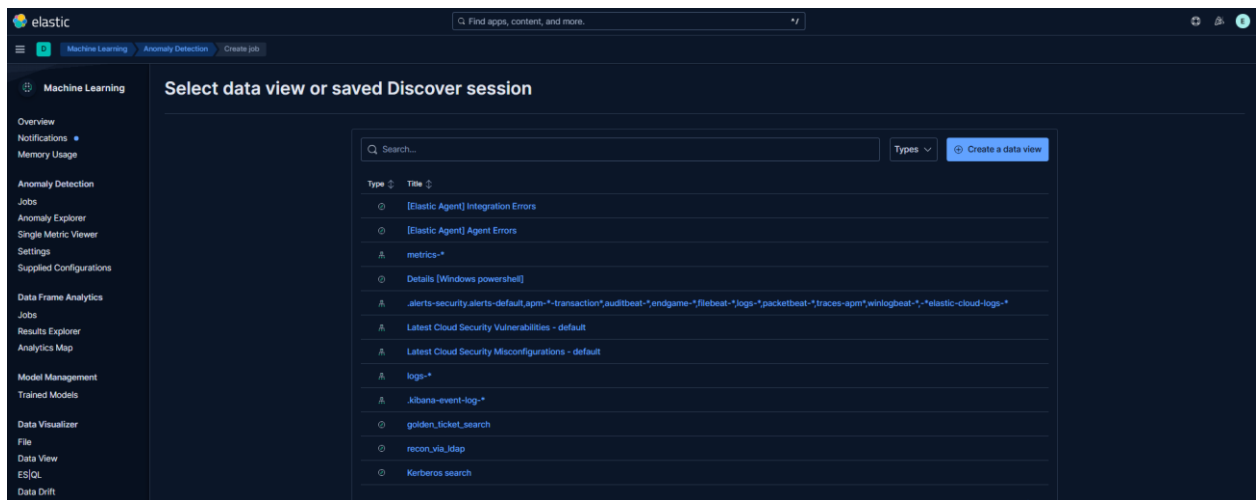 elastic
Find apps, content, and more.
*/
E
D
Machine Learning
Anomaly Detection
Create job
Machine Learning
Overview
Notifications
Memory Usage
Anomaly Detection
Jobs
Anomaly Explorer
Single Metric Viewer
Settings
Supplied Configurations
Data Frame Analytics
Jobs
Results Explorer
Analytics Map
Model Management
Trained Models
Data Visualizer
File
Data View
ES|QL
Data Drift
Select data view or saved Discover session
Search...
Types
Create a data view
Type
Title
[Elastic Agent] Integration Errors
[Elastic Agent] Agent Errors
metrics-*
Details [Windows powershell]
.alerts-security.alerts-default,apm-*-transaction*,auditbeat-*,endgame-*,filebeat-*,logs-*,packetbeat-*,traces-apm*,winlogbeat-*,-*elastic-cloud-logs-*
Latest Cloud Security Vulnerabilities - default
Latest Cloud Security Misconfigurations - default
logs-*
.kibana-event-log-*
golden_ticket_search
recon_via_ldap
Kerberos search